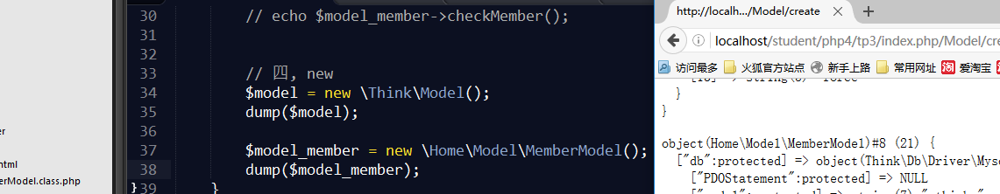 er
html
erModel.class.php
30 // echo $model_member->checkMember();
31
32
33 // 四, new
34 $model = new \Think\Model();
35 dump($model);
36
37 $model_member = new \Home\Model\MemberModel();
38 dump($model_member);
39 }
http://localh.../Model/create
localhost/student/php4/tp3/index.php/Model/cre
访问最多 火狐官方站点 新手上路 常用网址 爱淘宝
}
}
object(Home\Model\MemberModel)#8 (21) {
["db":protected] => object(Think\Db\Driver\Mysq
["PDOStatement":protected] => NULL